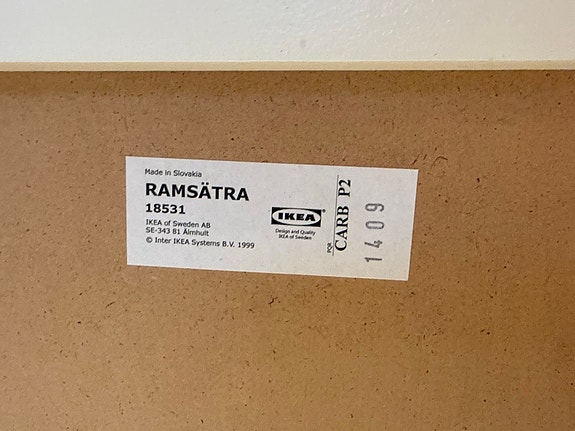 Made in Slovakia
RAMSÄTRA
18531
IKEA of Sweden AB
SE-343 81 Älmhult
© Inter IKEA Systems B.V. 1999
IKEA
Design and Quality
IKEA of Sweden
FOR
CARB P2
1409